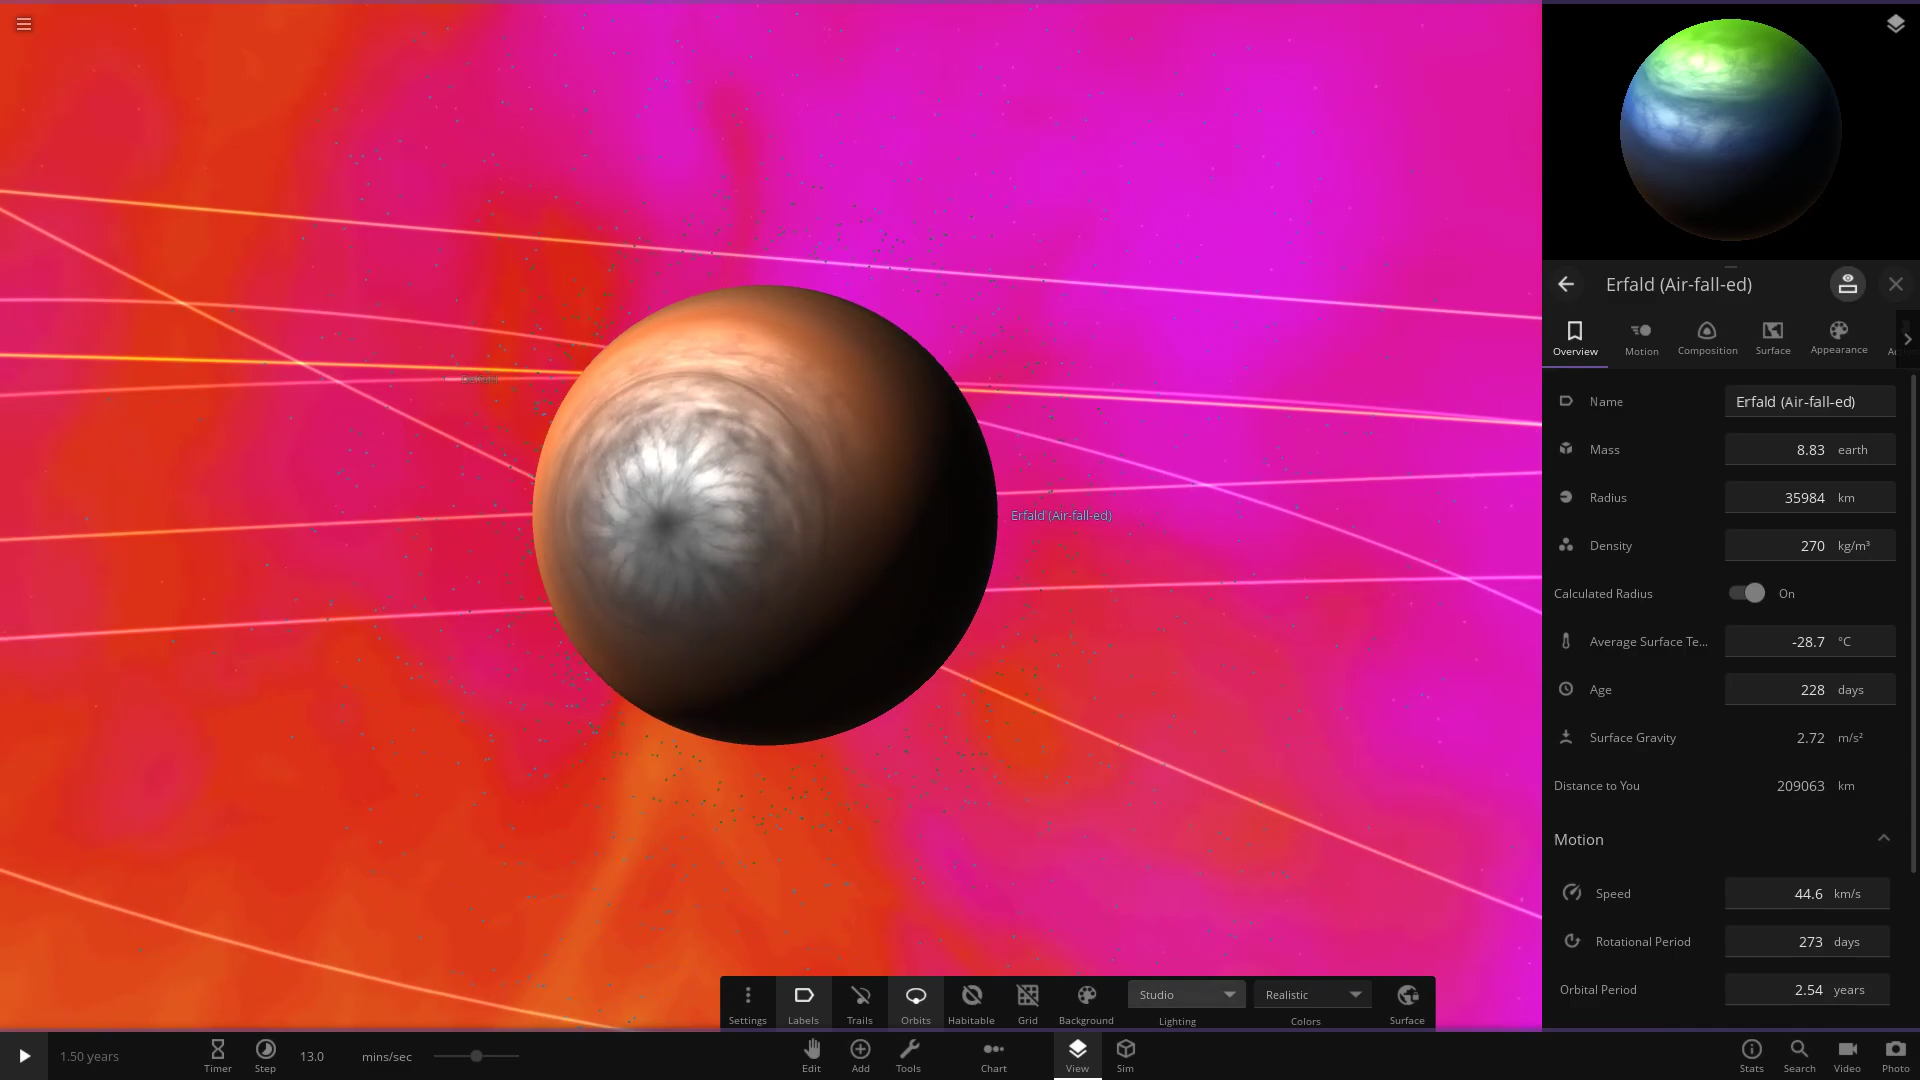 Erfald (Air-fall-ed)
Overview
Motion
Composition
Surface
Appearance
Name
Erfald (Air-fall-ed)
Mass
8.83 earth
Radius
35984 km
Density
270 kg/m³
Calculated Radius
On
Average Surface Te...
-28.7 °C
Age
228 days
Surface Gravity
2.72 m/s²
Distance to You
209063 km
Motion
Speed
44.6 km/s
Rotational Period
273 days
Orbital Period
2.54 years
Erfald (Air-fall-ed)
Settings
Labels
Trails
Orbits
Habitable
Grid
Background
Studio
Lighting
Realistic
Colors
Surface
1.50 years
Timer
Step
13.0 mins/sec
Edit
Add
Tools
Chart
View
Sim
Stats
Search
Video
Photo